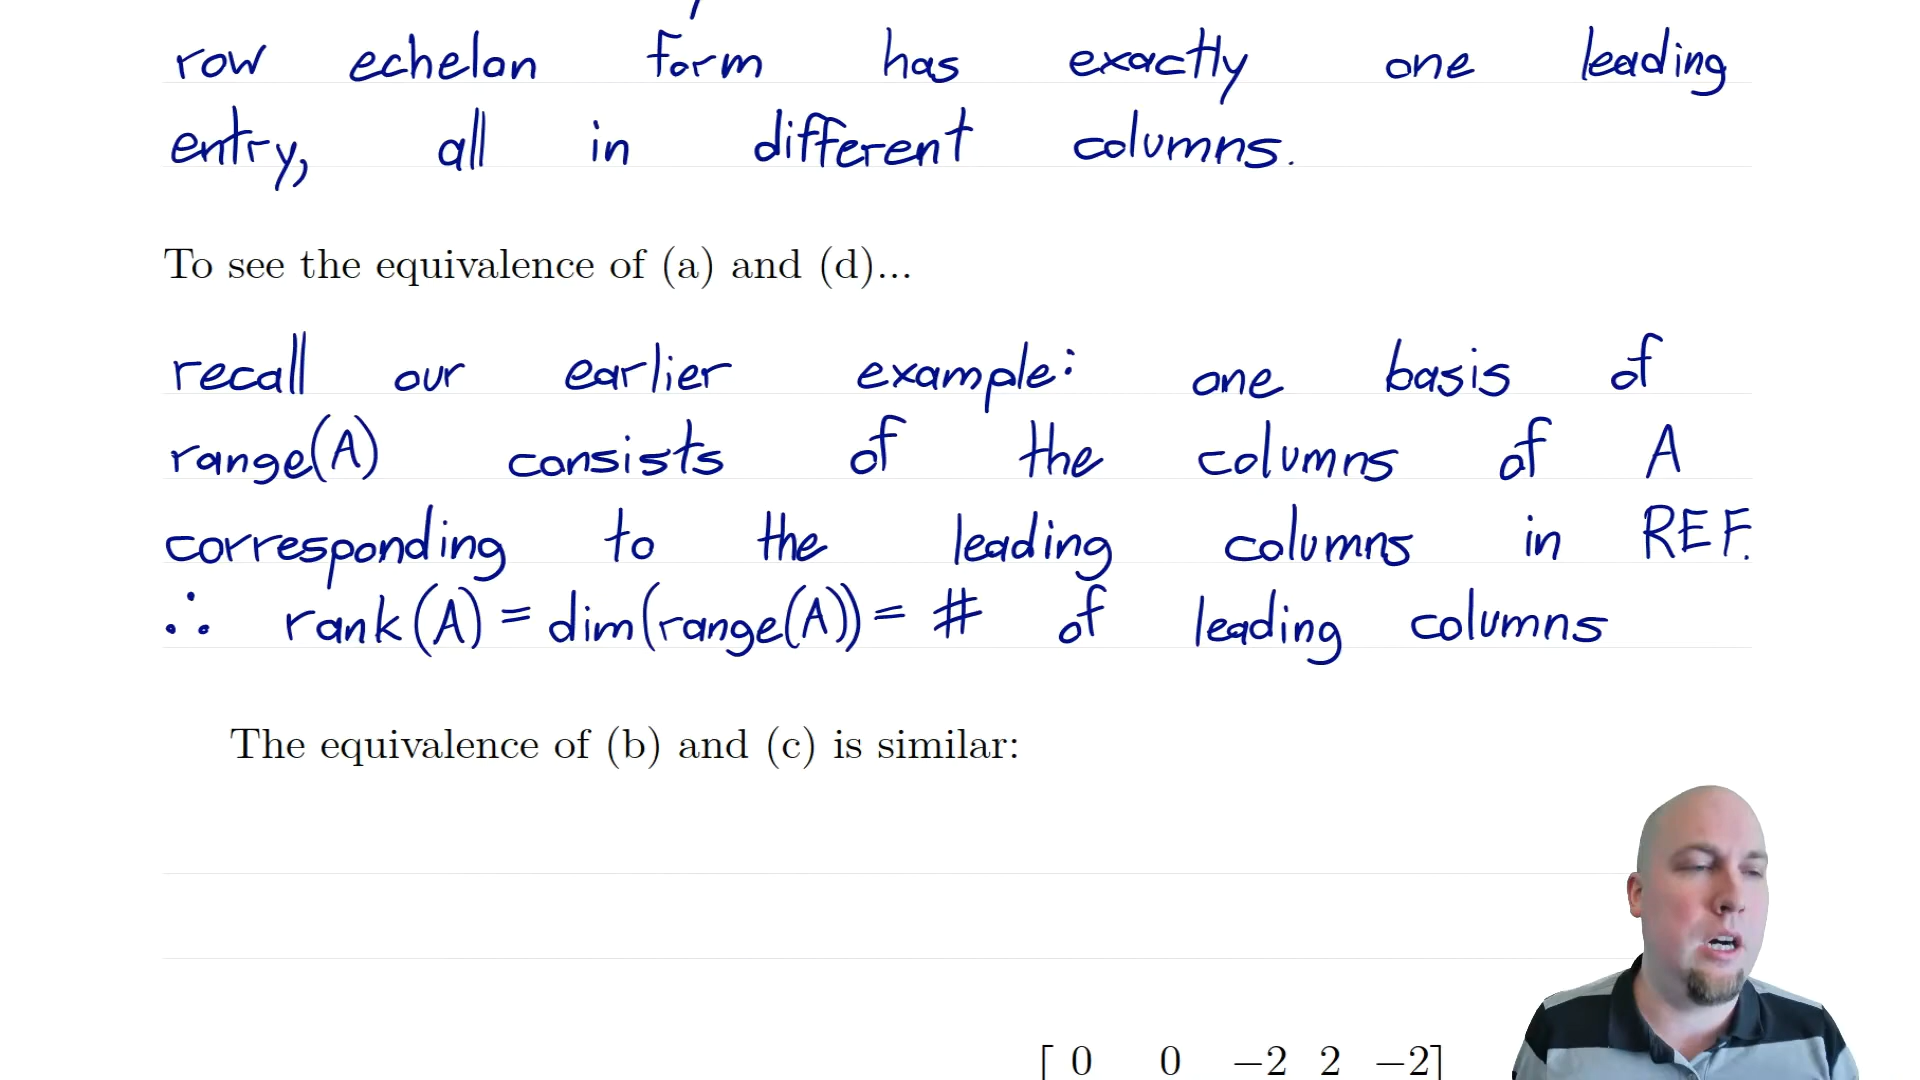 row echelon form has exactly one leading
entry, all in different columns.
To see the equivalence of (a) and (d)...
recall our earlier example: one basis of
range(A) consists of the columns of A
corresponding to the leading columns in REF.
∴ rank(A) = dim(range(A)) = # of leading columns
The equivalence of (b) and (c) is similar:
[ 0 0 −2 2 −2]